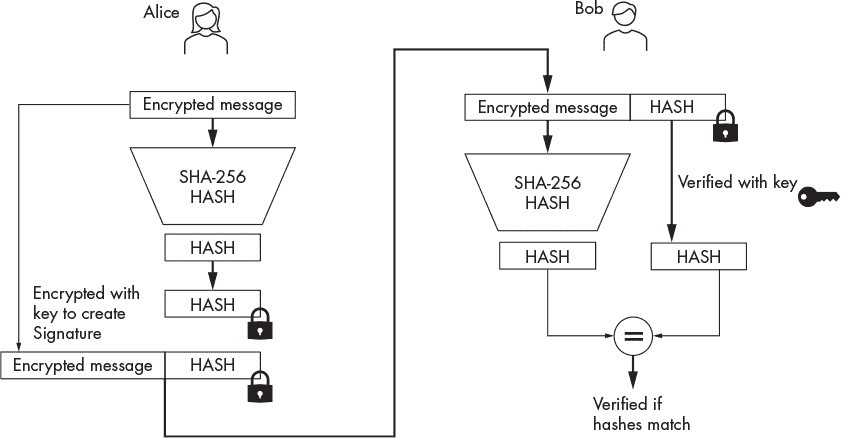 Alice
Encrypted message
SHA-256
HASH
HASH
HASH
Encrypted with
key to create
Signature
Encrypted message HASH
Bob
Encrypted message HASH
SHA-256
HASH
Verified with key
HASH
HASH
=
Verified if
hashes match